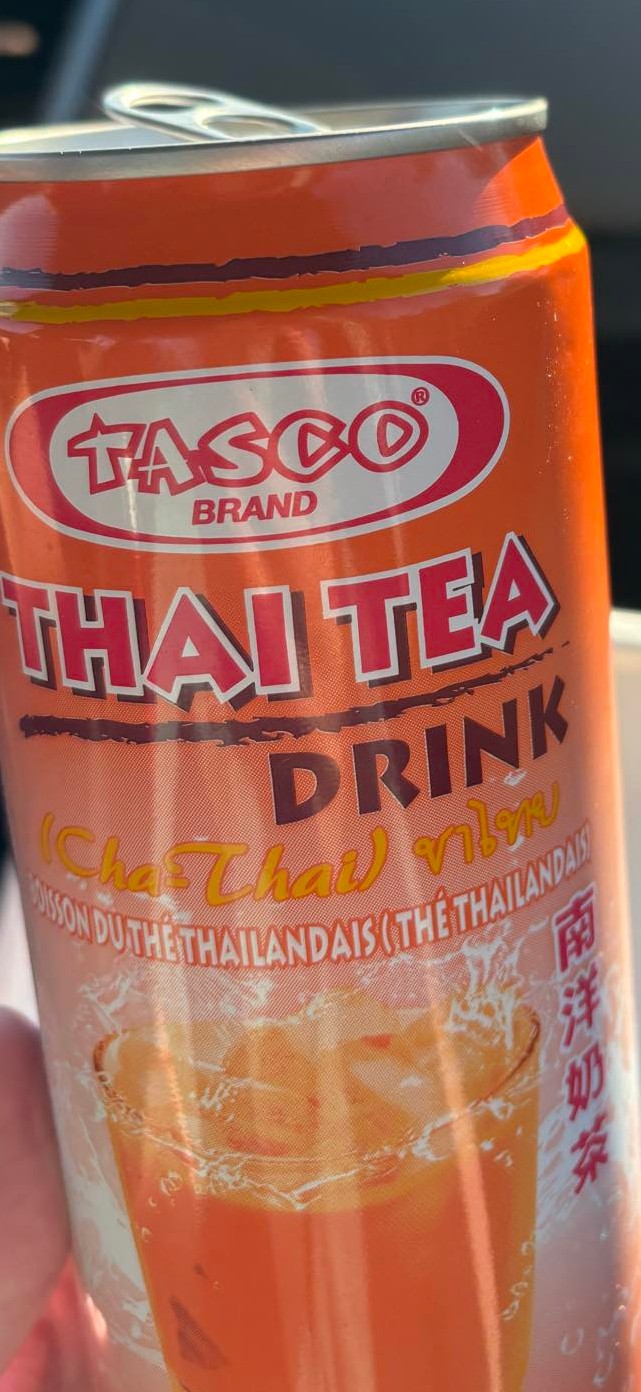 TASCO®
BRAND
THAI TEA
DRINK
(Cha-Thai) ชาไทย
BOISSON DU THÉ THAILANDAIS (THÉ THAILANDAIS)
南洋奶茶